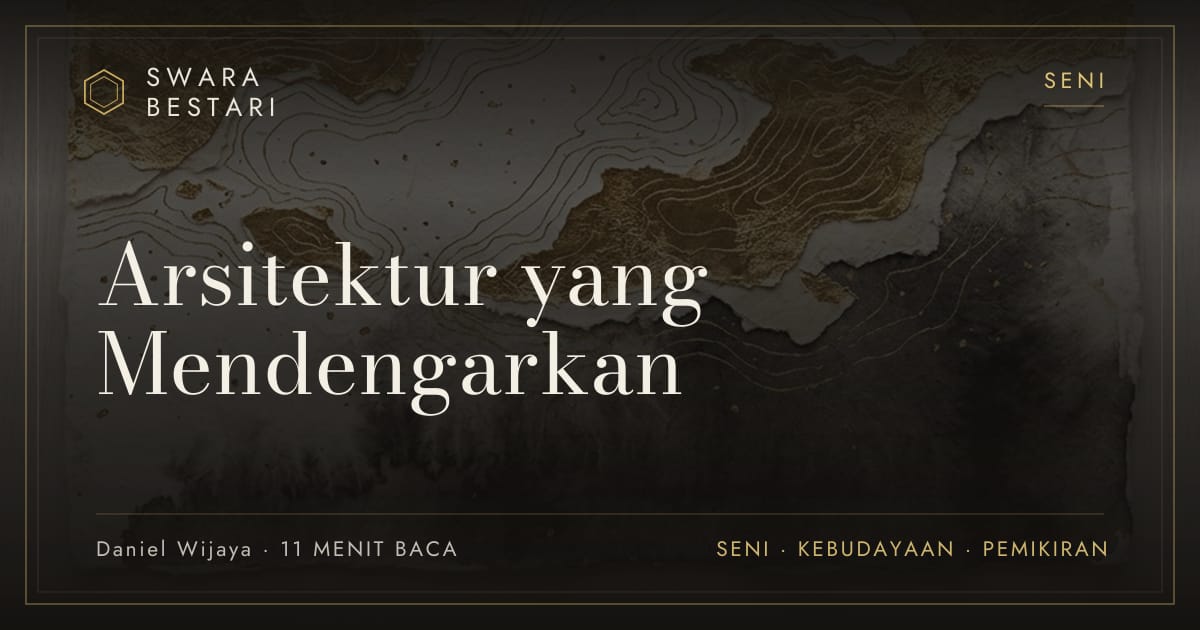 SWARA
BESTARI
SENI
Arsitektur yang
Mendengarkan
Daniel Wijaya · 11 MENIT BACA
SENI · KEBUDAYAAN · PEMIKIRAN